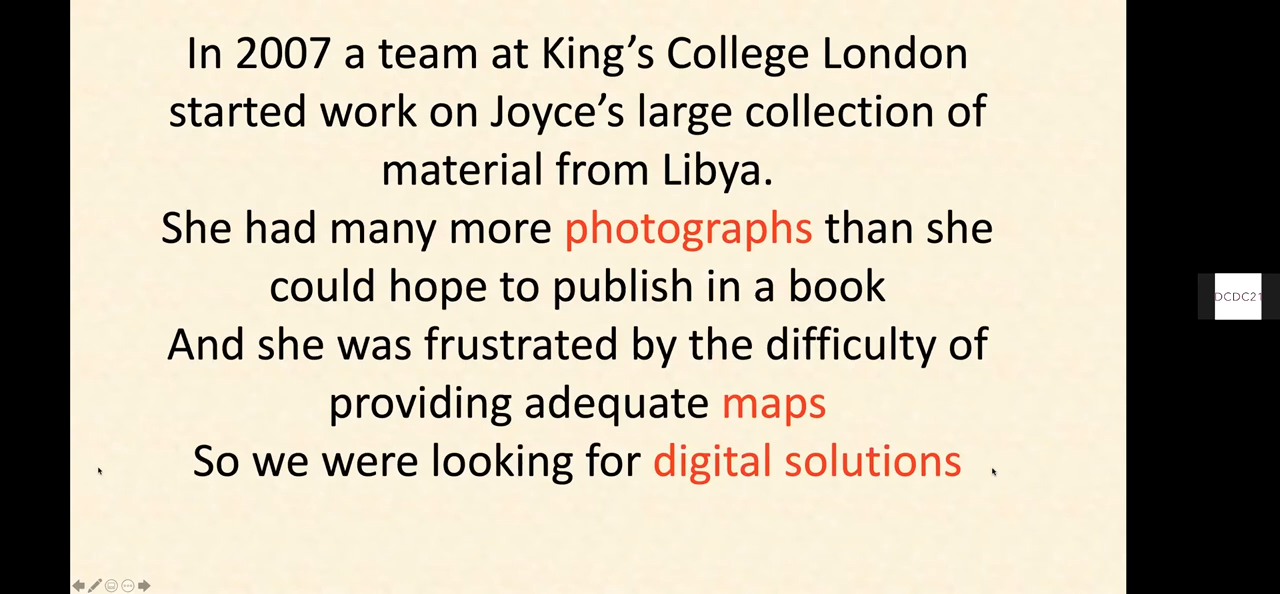 In 2007 a team at King’s College London
started work on Joyce’s large collection of
material from Libya.
She had many more photographs than she
could hope to publish in a book
And she was frustrated by the difficulty of
providing adequate maps
So we were looking for digital solutions
DCDC21